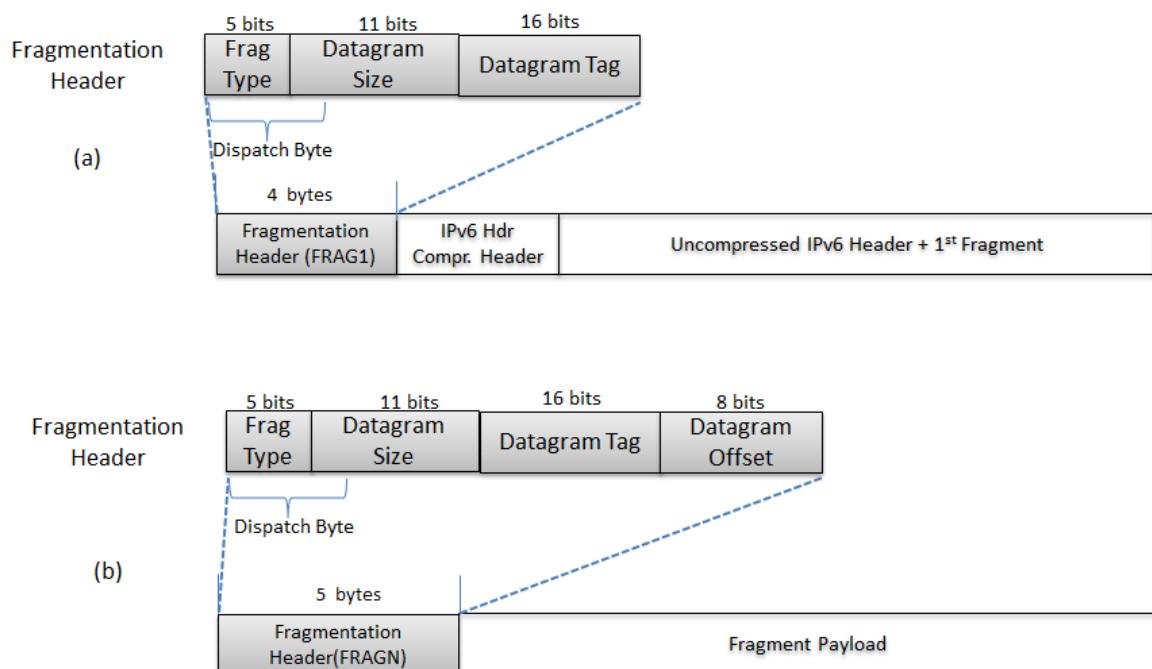 5 bits 11 bits 16 bits
Fragmentation
Header
Frag
Type
Datagram
Size
Datagram Tag
Dispatch Byte
(a)
4 bytes
Fragmentation
Header (FRAG1)
IPv6 Hdr
Compr. Header
Uncompressed IPv6 Header + 1st Fragment
5 bits 11 bits 16 bits 8 bits
Fragmentation
Header
Frag
Type
Datagram
Size
Datagram Tag
Datagram
Offset
Dispatch Byte
(b)
5 bytes
Fragmentation
Header(FRAGN)
Fragment Payload